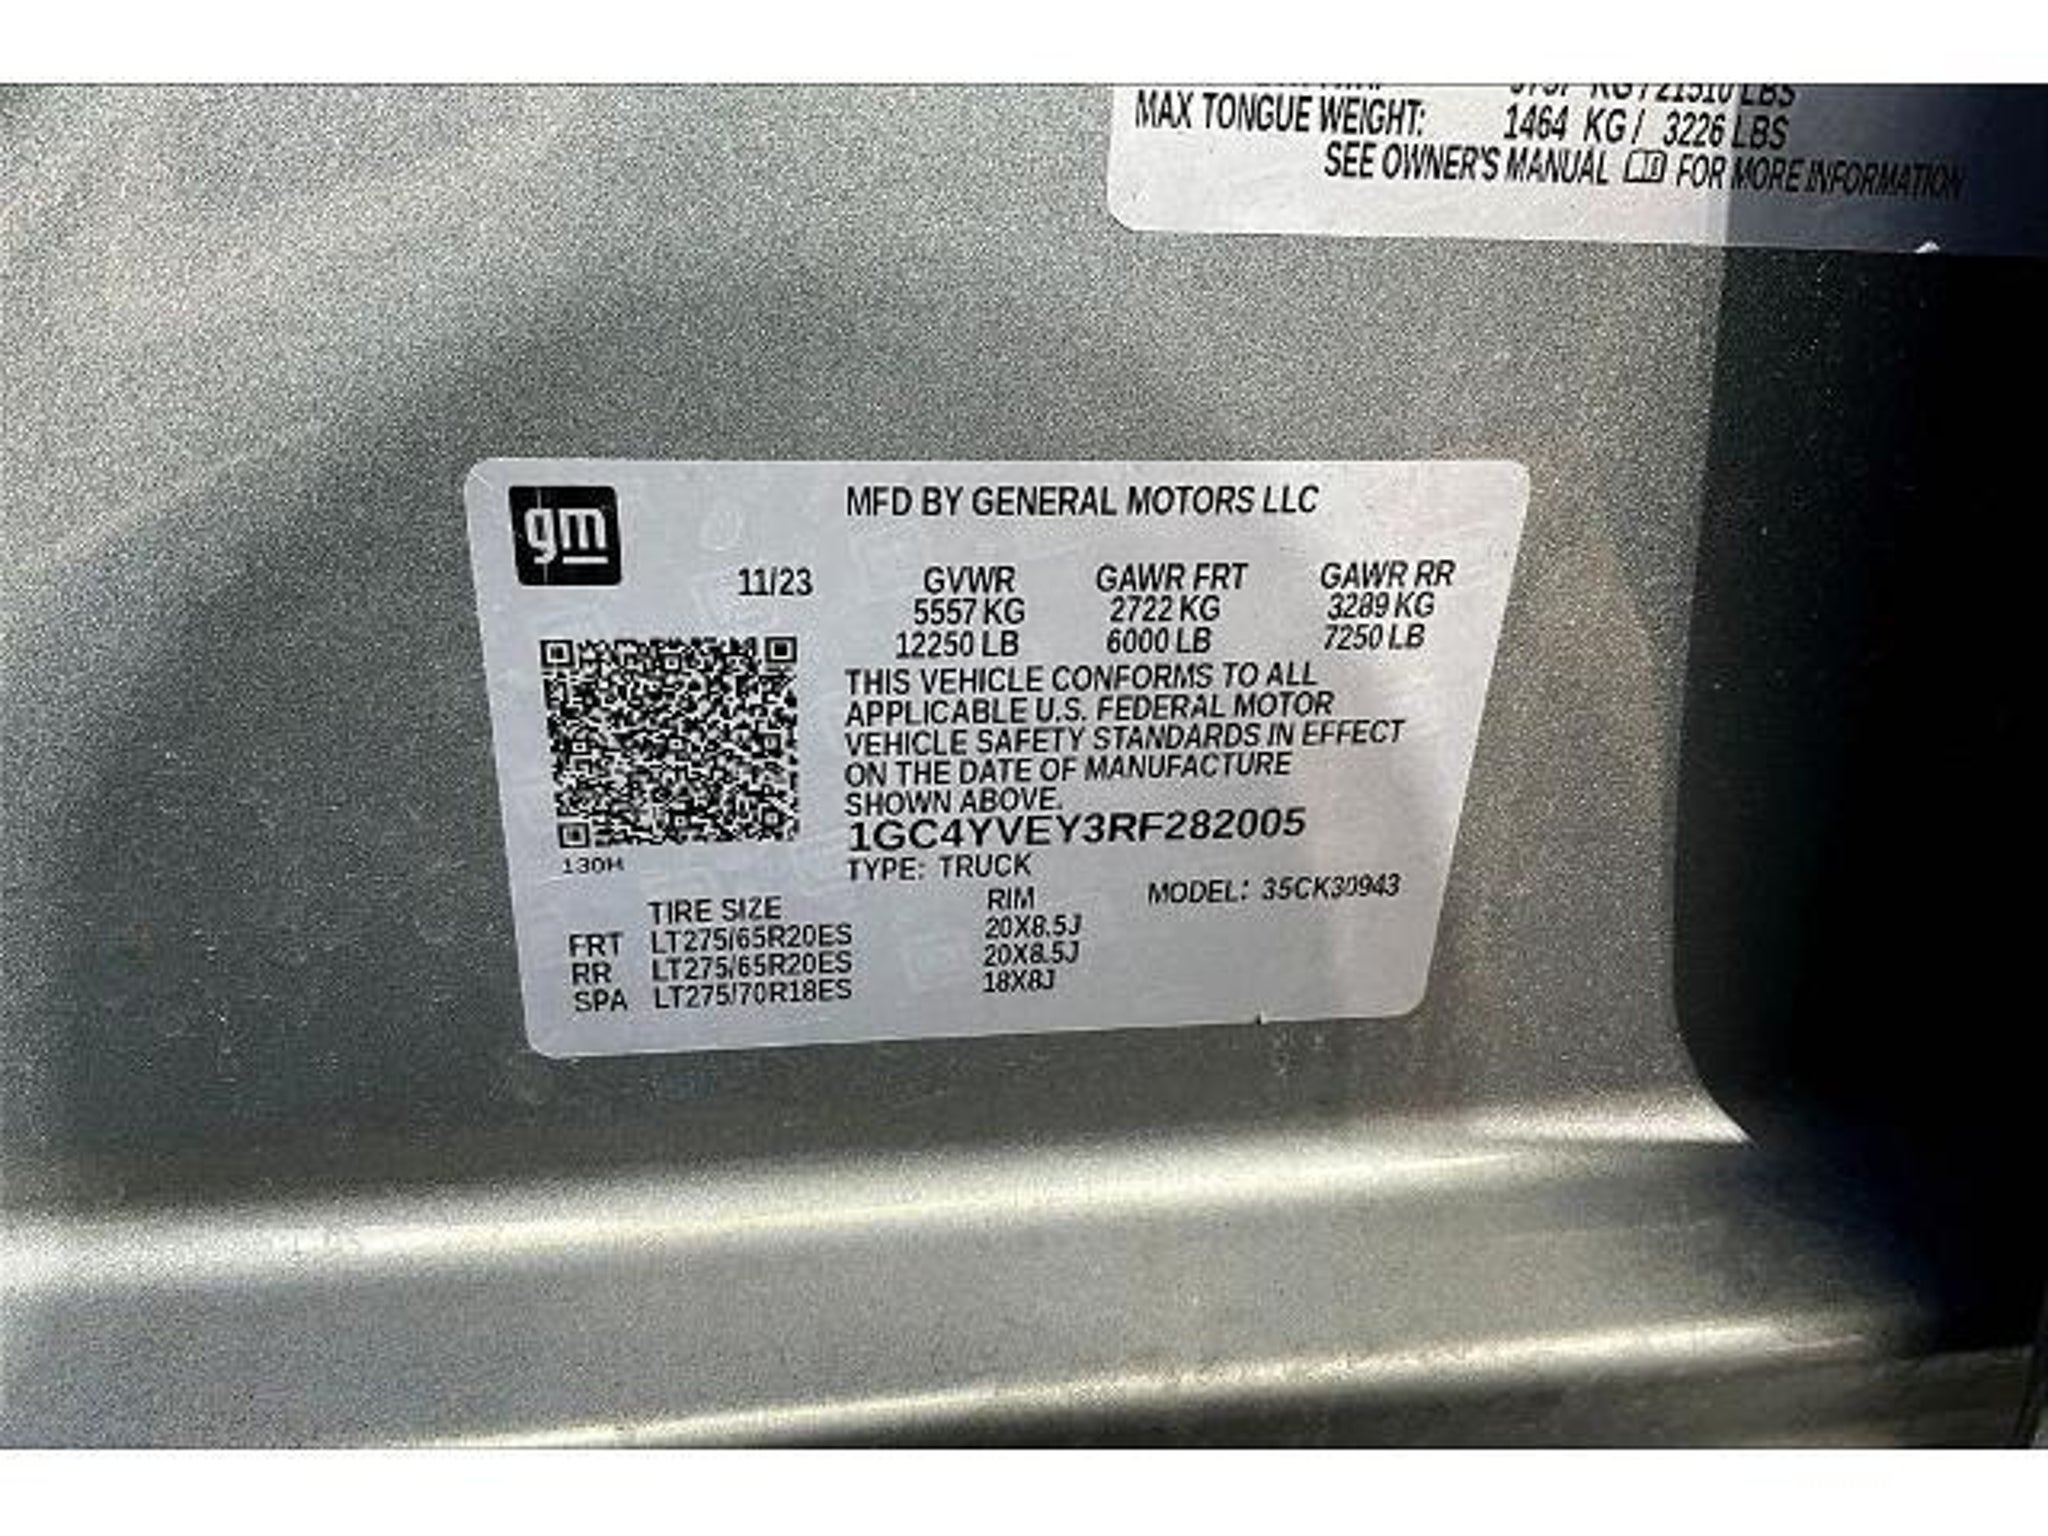 KG / 21510 LBS
MAX TONGUE WEIGHT: 1464 KG / 3226 LBS
SEE OWNER'S MANUAL FOR MORE INFORMATION
gm
MFD BY GENERAL MOTORS LLC
11/23 GVWR GAWR FRT GAWR RR
5557 KG 2722 KG 3289 KG
12250 LB 6000 LB 7250 LB
THIS VEHICLE CONFORMS TO ALL
APPLICABLE U.S. FEDERAL MOTOR
VEHICLE SAFETY STANDARDS IN EFFECT
ON THE DATE OF MANUFACTURE
SHOWN ABOVE.
1GC4YVEY3RF282005
130H
TYPE: TRUCK
MODEL: 35CK30943
TIRE SIZE RIM
FRT LT275/65R20ES 20X8.5J
RR LT275/65R20ES 20X8.5J
SPA LT275/70R18ES 18X8J